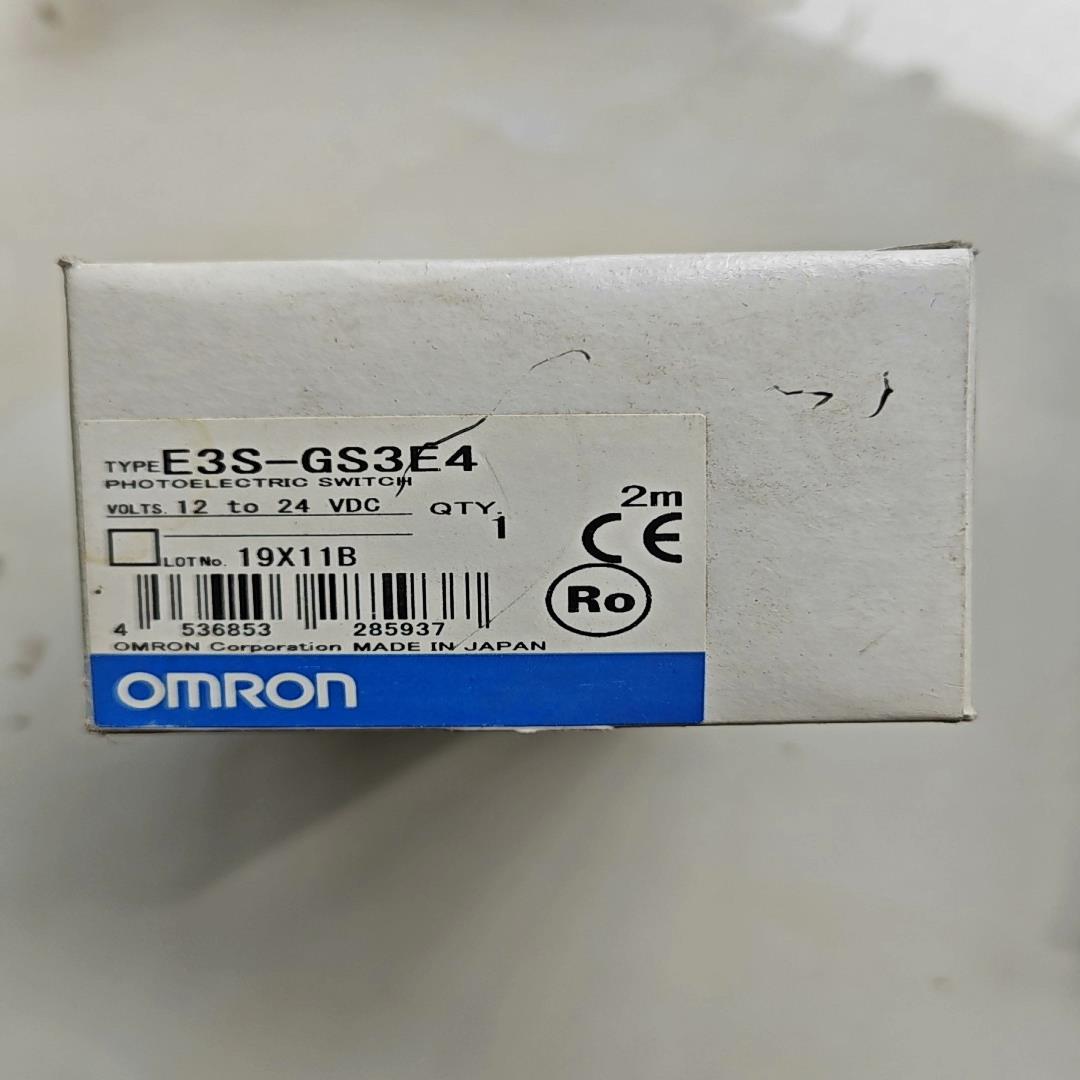 TYPE E3S-GS3E4
PHOTOELECTRIC SWITCH
VOLTS. 12 to 24 VDC QTY. 1
2m
CE
LOT No. 19X11B
Ro
4 536853 285937
OMRON Corporation MADE IN JAPAN
OMRON